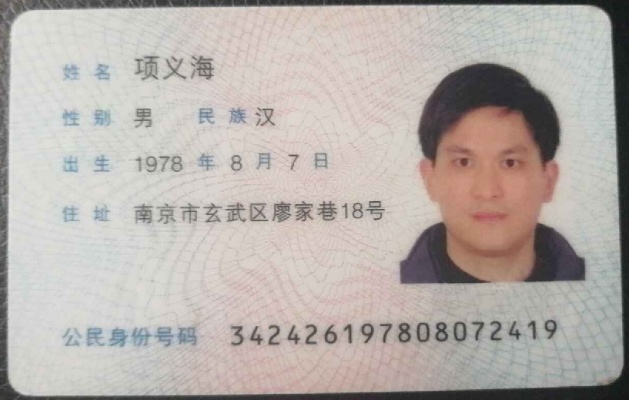 姓名 项义海
性别 男 民族 汉
出生 1978 年 8 月 7 日
住址 南京市玄武区廖家巷18号
公民身份号码 342426197808072419